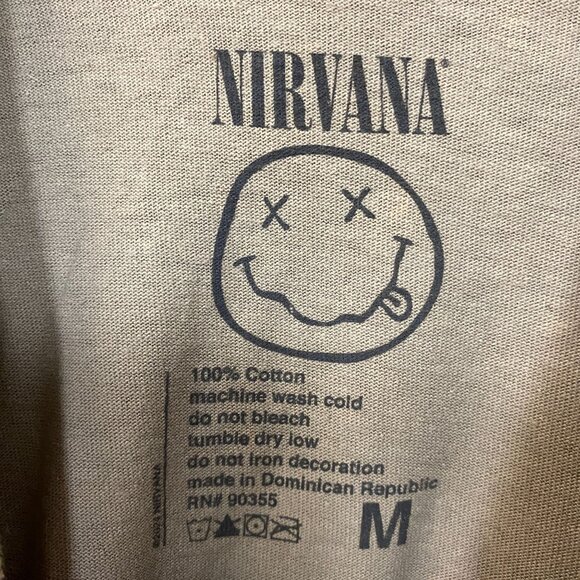 NIRVANA®
100% Cotton
machine wash cold
do not bleach
tumble dry low
do not iron decoration
made in Dominican Republic
RN# 90355
M
NIRVANA